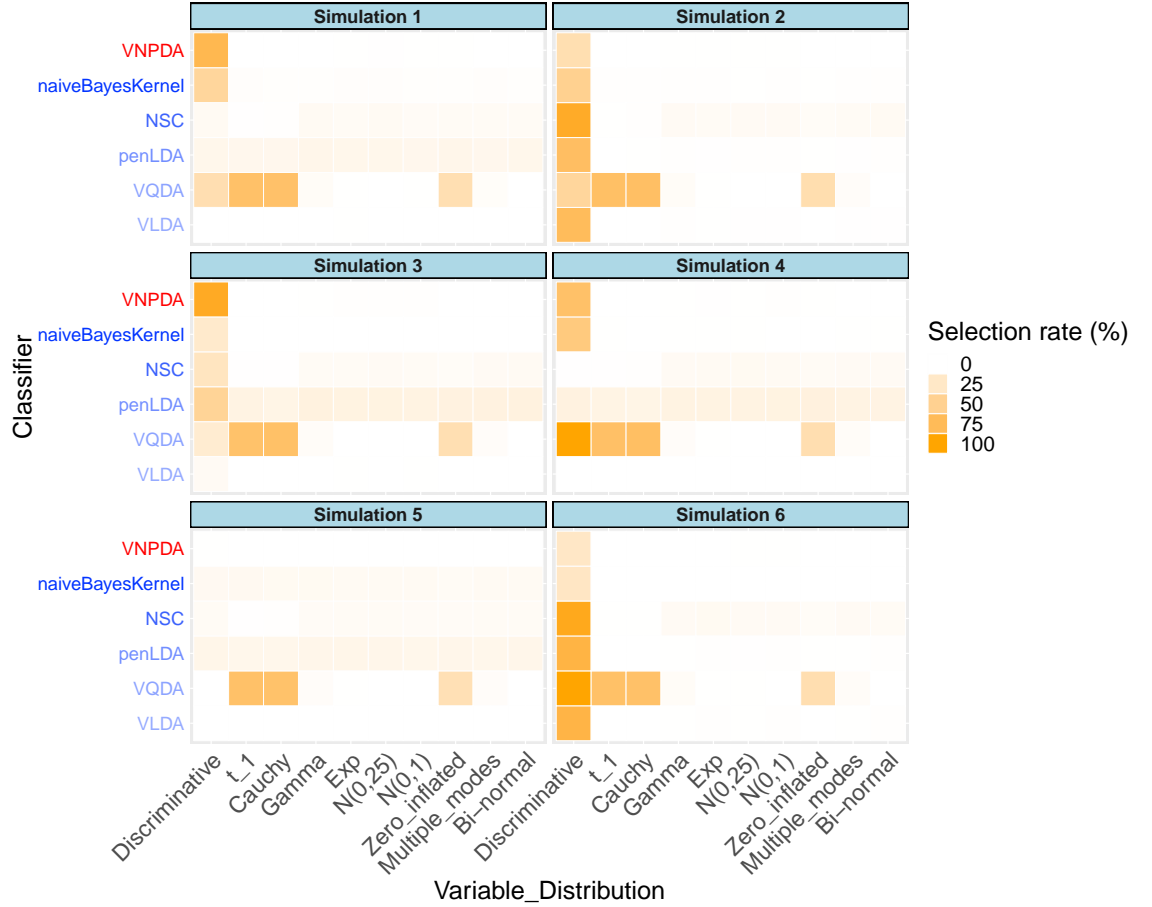 Simulation 1
Simulation 2
VNPDA
naiveBayesKernel
NSC
penLDA
VQDA
VLDA
Simulation 3
Simulation 4
VNPDA
naiveBayesKernel
NSC
penLDA
VQDA
VLDA
Simulation 5
Simulation 6
VNPDA
naiveBayesKernel
NSC
penLDA
VQDA
VLDA
Classifier
Discriminative
t_1
Cauchy
Gamma
Exp
N(0,25)
N(0,1)
Zero_inflated
Multiple_modes
Bi−normal
Discriminative
t_1
Cauchy
Gamma
Exp
N(0,25)
N(0,1)
Zero_inflated
Multiple_modes
Bi−normal
Variable_Distribution
Selection rate (%)
0
25
50
75
100